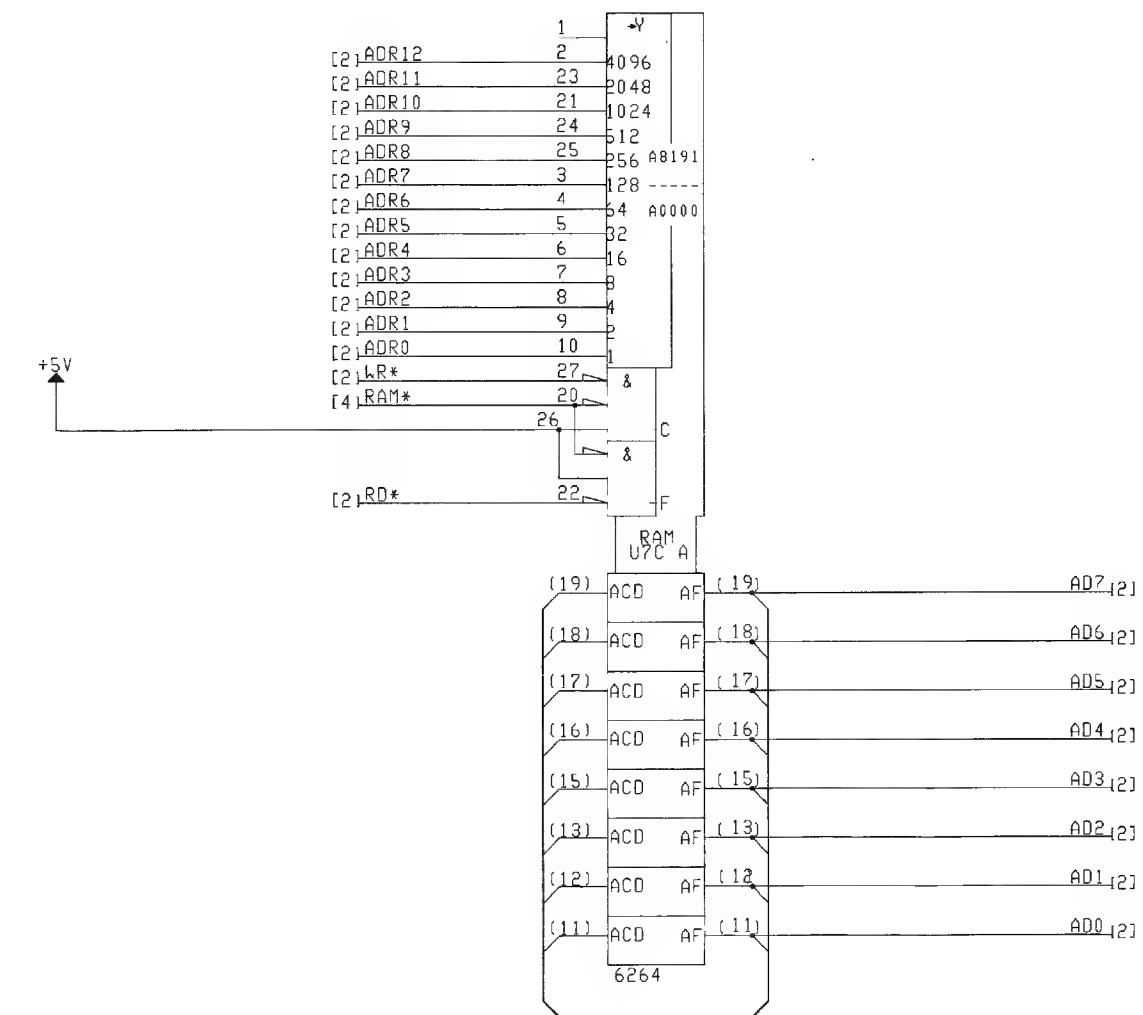 1 →Y
[2] ADR12 2 4096
[2] ADR11 23 2048
[2] ADR10 21 1024
[2] ADR9 24 512
[2] ADR8 25 256 A8191
[2] ADR7 3 128 -----
[2] ADR6 4 64 A0000
[2] ADR5 5 32
[2] ADR4 6 16
[2] ADR3 7 8
[2] ADR2 8 4
[2] ADR1 9 2
[2] ADR0 10 1
+5V
[2] WR* 27 &
[4] RAM* 20
26 C
&
[2] RD* 22 F
RAM
U7C A
(19) ACD AF (19) AD7 [2]
(18) ACD AF (18) AD6 [2]
(17) ACD AF (17) AD5 [2]
(16) ACD AF (16) AD4 [2]
(15) ACD AF (15) AD3 [2]
(13) ACD AF (13) AD2 [2]
(12) ACD AF (12 AD1 [2]
(11) ACD AF (11) AD0 [2]
6264